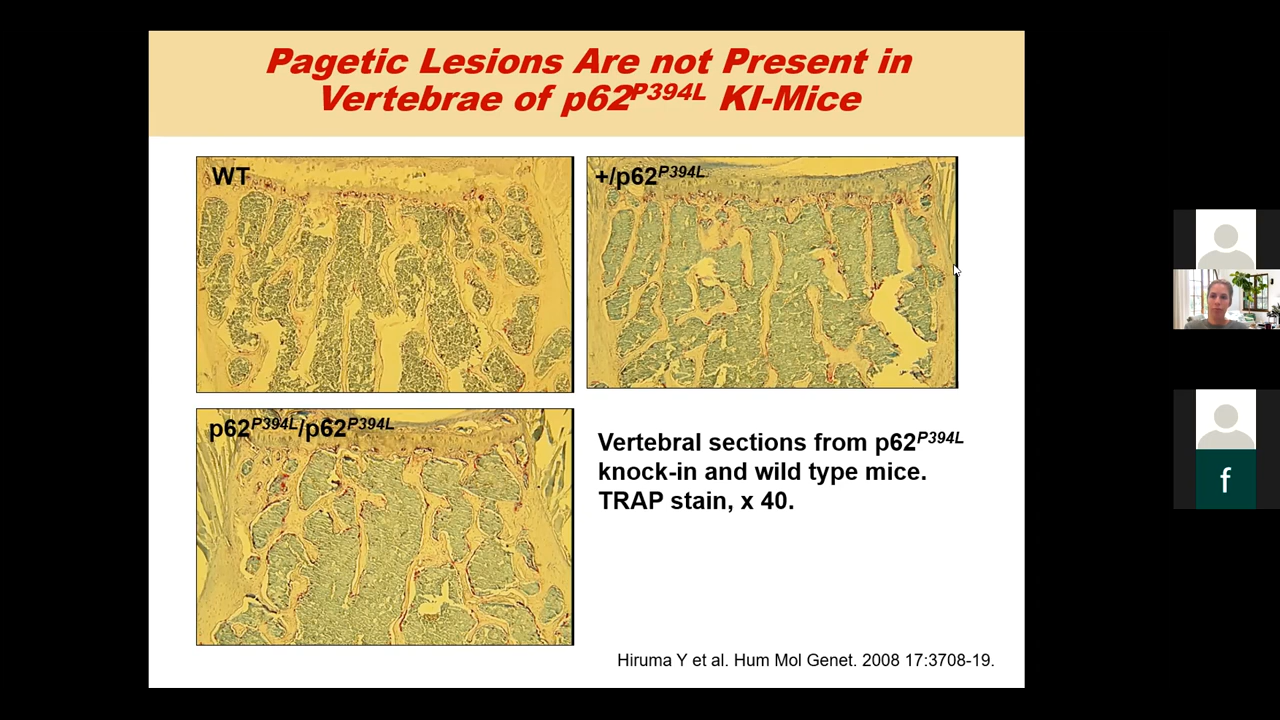 Pagetic Lesions Are not Present in
Vertebrae of p62P394L KI-Mice
WT
+/p62P394L
p62P394L/p62P394L
Vertebral sections from p62P394L
knock-in and wild type mice.
TRAP stain, x 40.
Hiruma Y et al. Hum Mol Genet. 2008 17:3708-19.
f